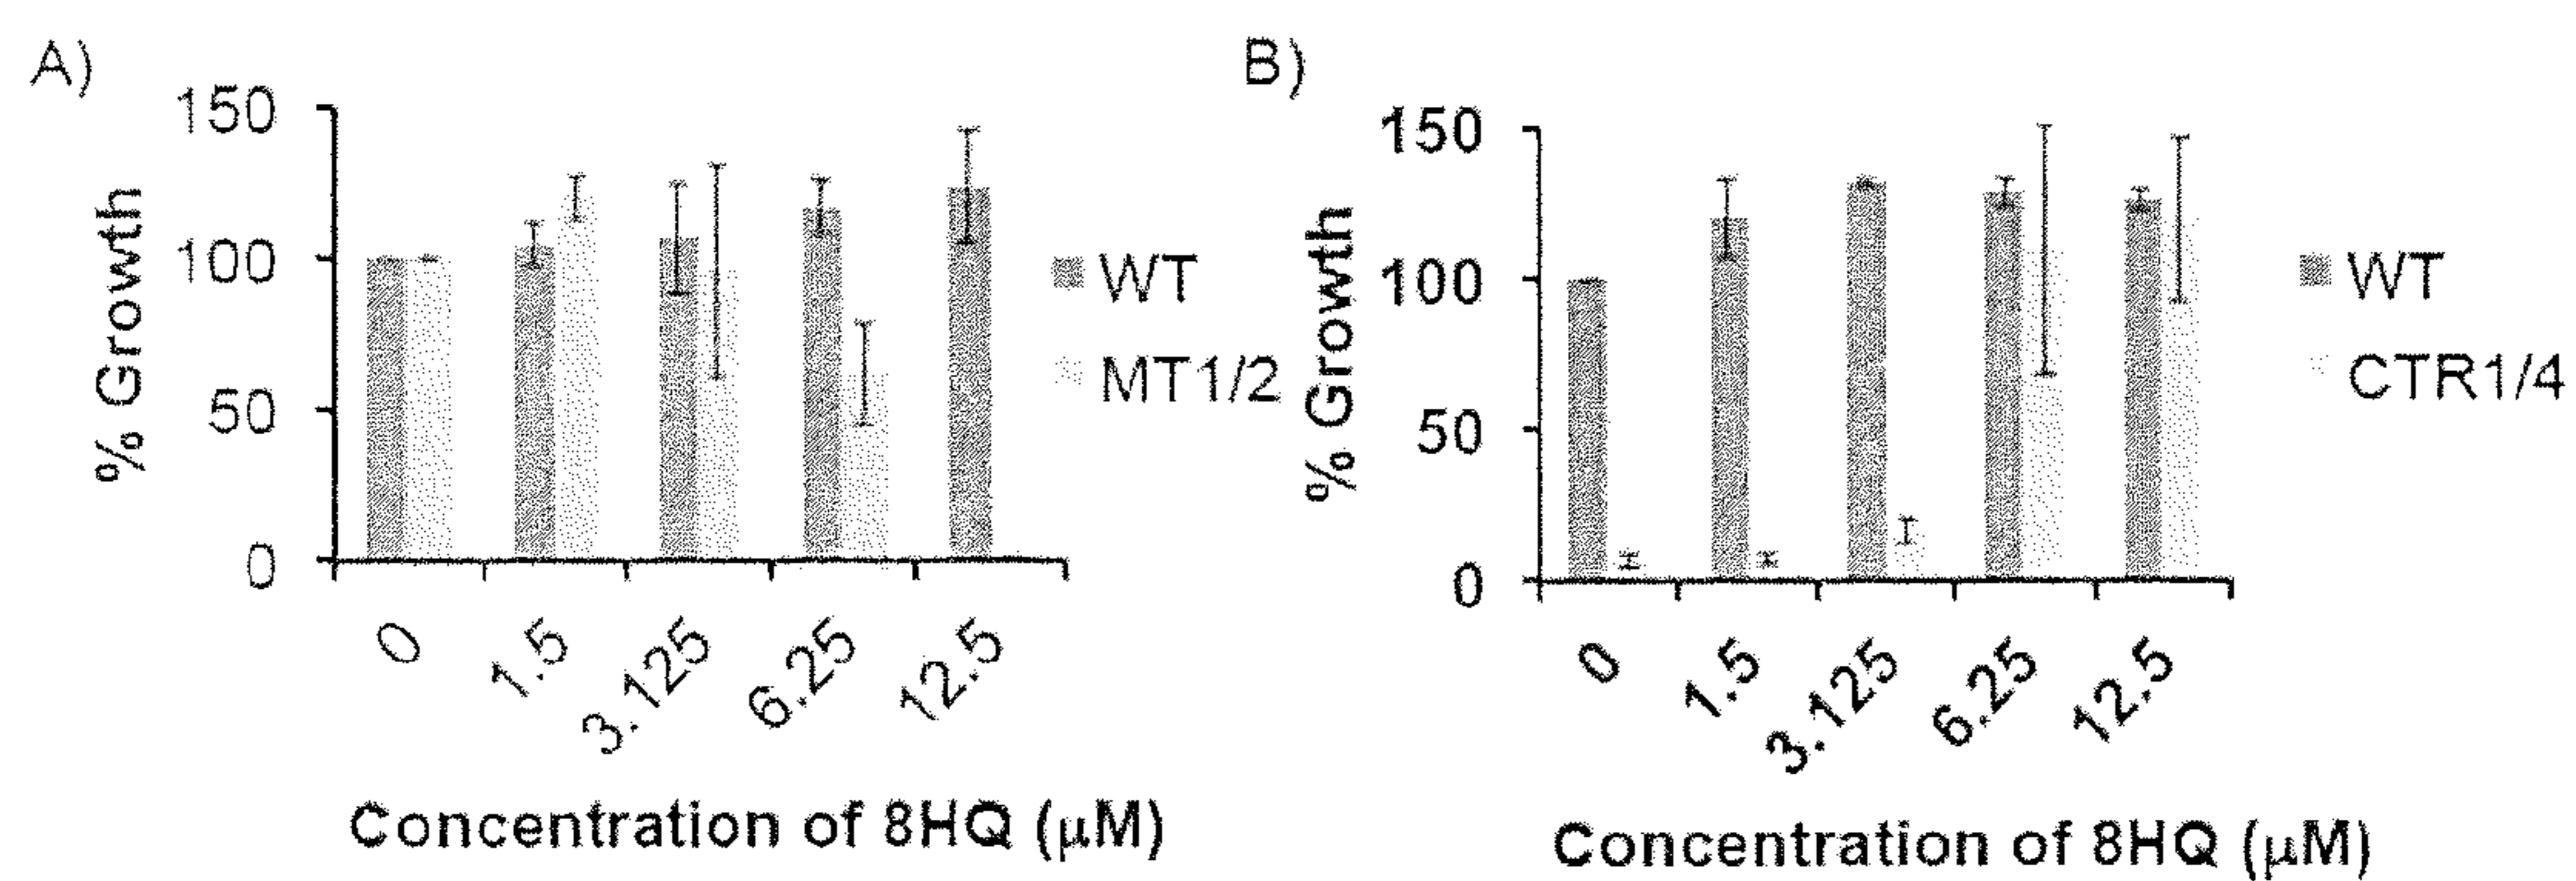 A)
150
100
50
0
% Growth
0
1.5
3.125
6.25
12.5
Concentration of 8HQ (μM)
WT
MT1/2
B)
150
100
50
0
% Growth
0
1.5
3.125
6.25
12.5
Concentration of 8HQ (μM)
WT
CTR1/4